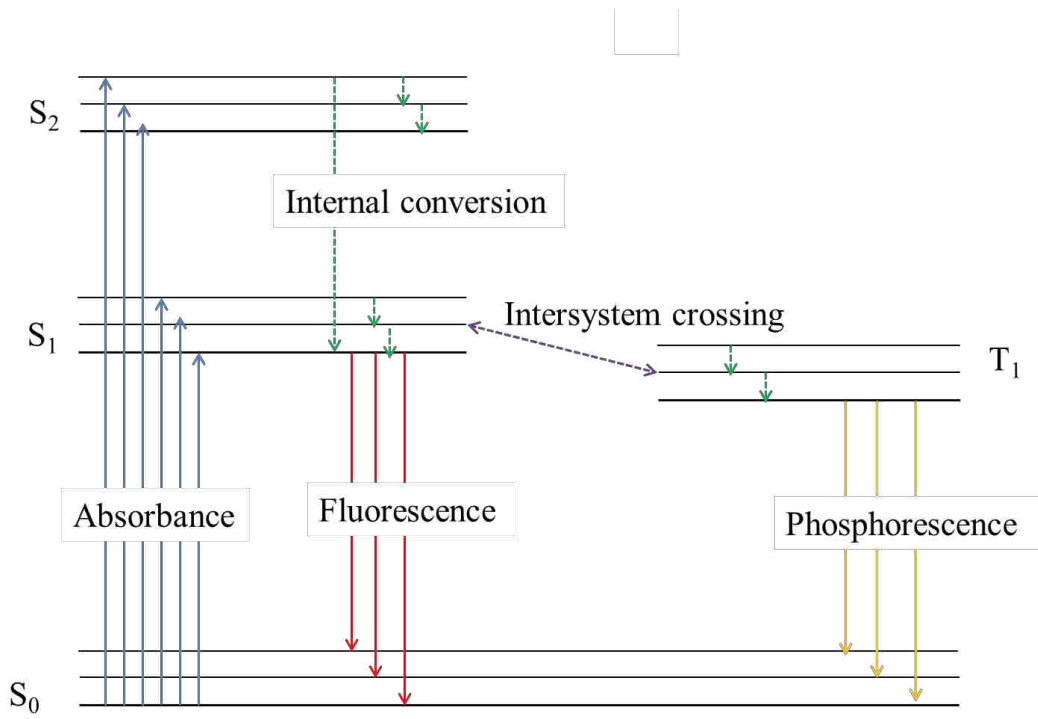 S₂
Internal conversion
Intersystem crossing
S₁
T₁
Absorbance
Fluorescence
Phosphorescence
S₀